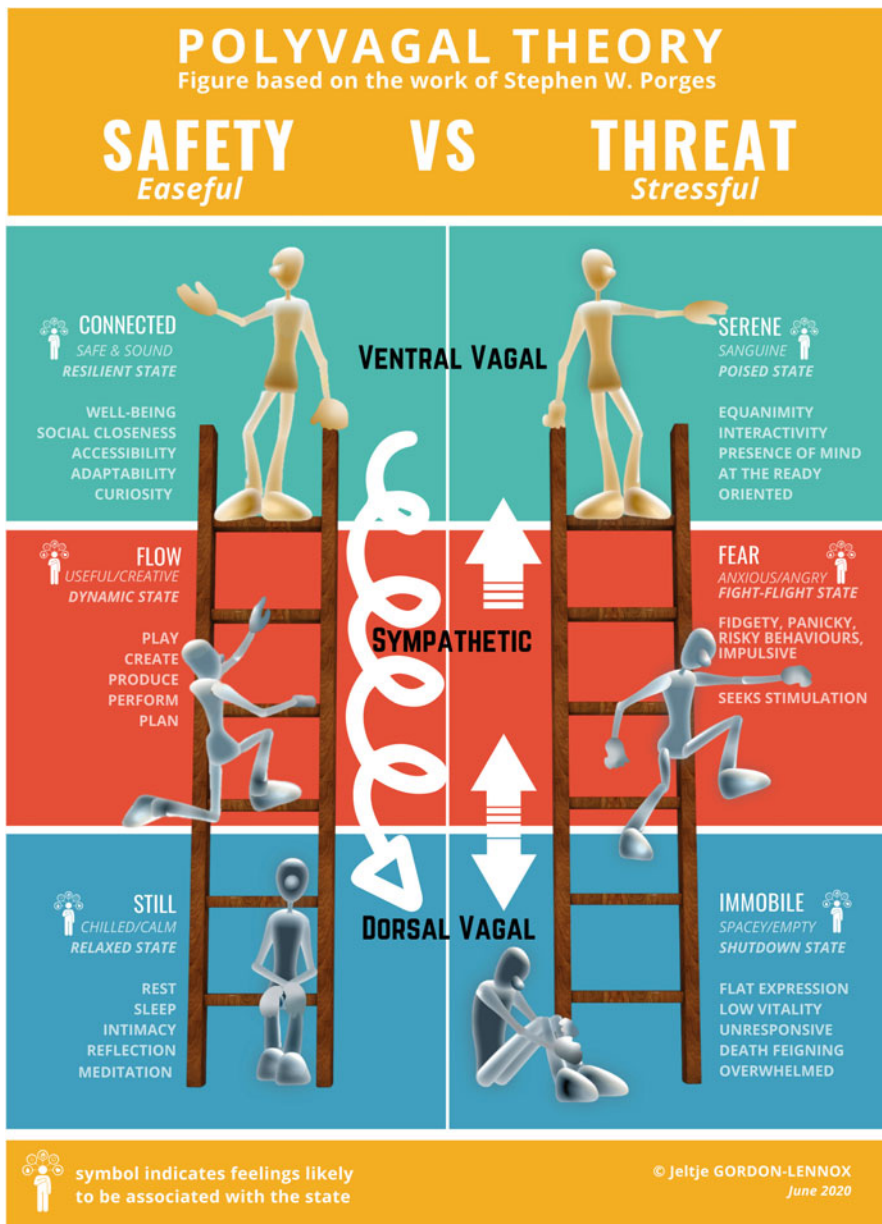 POLYVAGAL THEORY
Figure based on the work of Stephen W. Porges
SAFETY VS THREAT
Easeful
Stressful
VENTRAL VAGAL
CONNECTED
SAFE & SOUND
RESILIENT STATE
WELL-BEING
SOCIAL CLOSENESS
ACCESSIBILITY
ADAPTABILITY
CURIOSITY
SERENE
SANGUINE
POISED STATE
EQUANIMITY
INTERACTIVITY
PRESENCE OF MIND
AT THE READY
ORIENTED
SYMPATHETIC
FLOW
USEFUL/CREATIVE
DYNAMIC STATE
PLAY
CREATE
PRODUCE
PERFORM
PLAN
FEAR
ANXIOUS/ANGRY
FIGHT-FLIGHT STATE
FIDGETY, PANICKY,
RISKY BEHAVIOURS,
IMPULSIVE
SEEKS STIMULATION
DORSAL VAGAL
STILL
CHILLED/CALM
RELAXED STATE
REST
SLEEP
INTIMACY
REFLECTION
MEDITATION
IMMOBILE
SPACEY/EMPTY
SHUTDOWN STATE
FLAT EXPRESSION
LOW VITALITY
UNRESPONSIVE
DEATH FEIGNING
OVERWHELMED
symbol indicates feelings likely
to be associated with the state
© Jeltje GORDON-LENNOX
June 2020